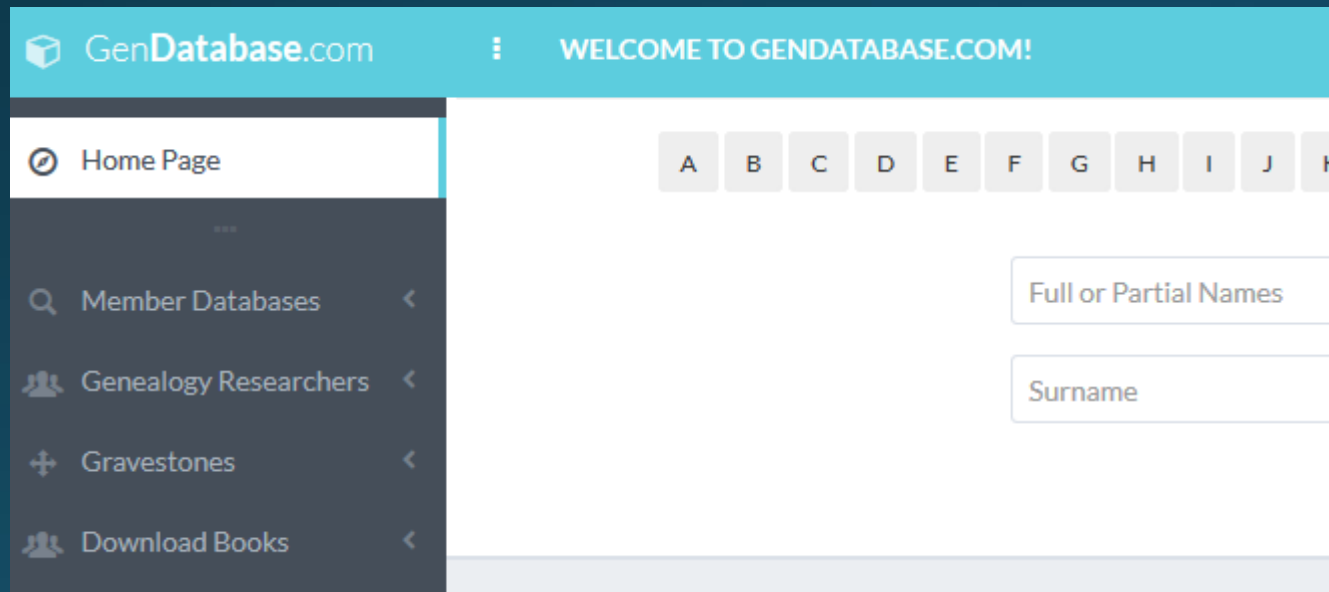 GenDatabase.com
WELCOME TO GENDATABASE.COM!
Home Page
A B C D E F G H I J
...
Full or Partial Names
Member Databases
Genealogy Researchers
Surname
Gravestones
Download Books